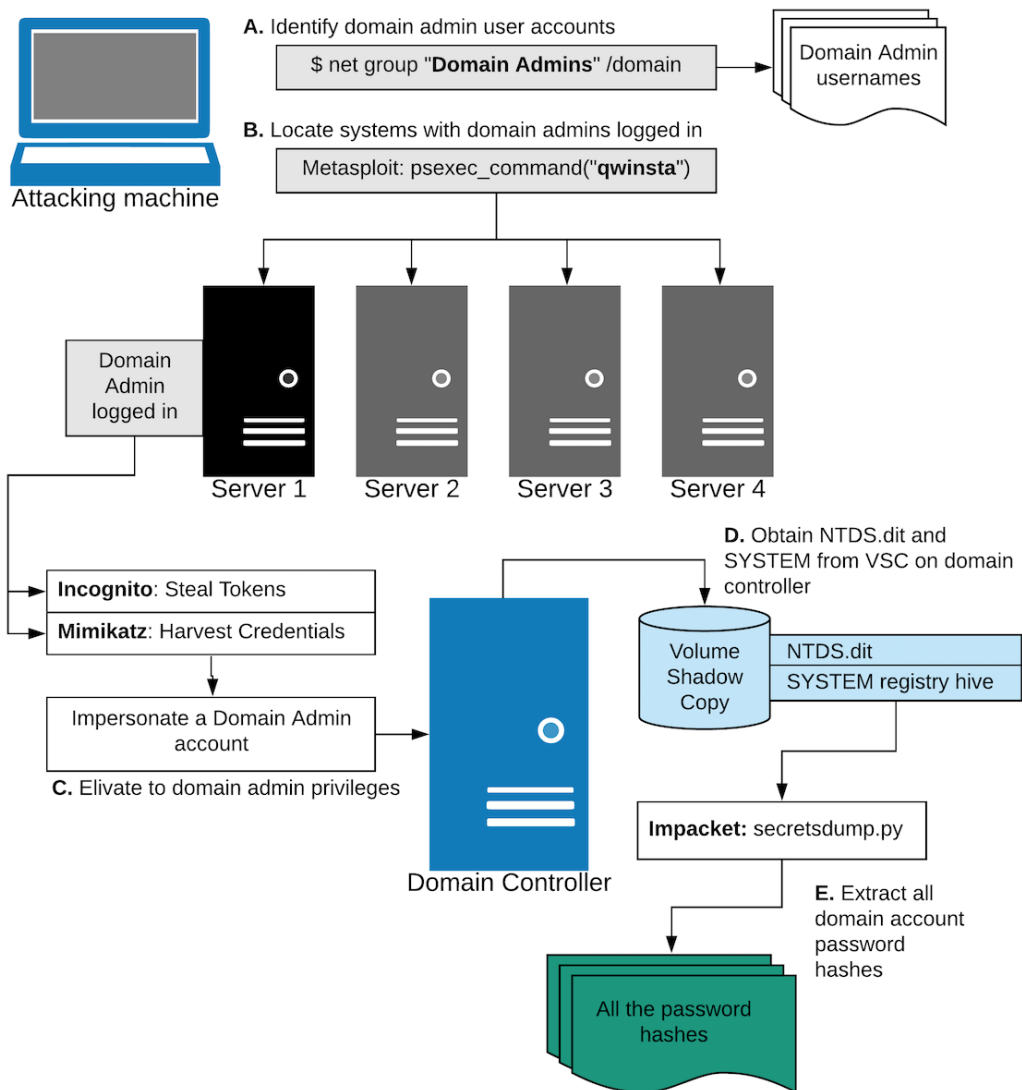 A. Identify domain admin user accounts
$ net group "Domain Admins" /domain
Domain Admin
usernames
B. Locate systems with domain admins logged in
Metasploit: psexec_command("qwinsta")
Attacking machine
Domain
Admin
logged in
Server 1
Server 2
Server 3
Server 4
Incognito: Steal Tokens
Mimikatz: Harvest Credentials
Impersonate a Domain Admin
account
C. Elivate to domain admin privileges
Domain Controller
D. Obtain NTDS.dit and
SYSTEM from VSC on domain
controller
Volume
Shadow
Copy
NTDS.dit
SYSTEM registry hive
Impacket: secretsdump.py
E. Extract all
domain account
password
hashes
All the password
hashes